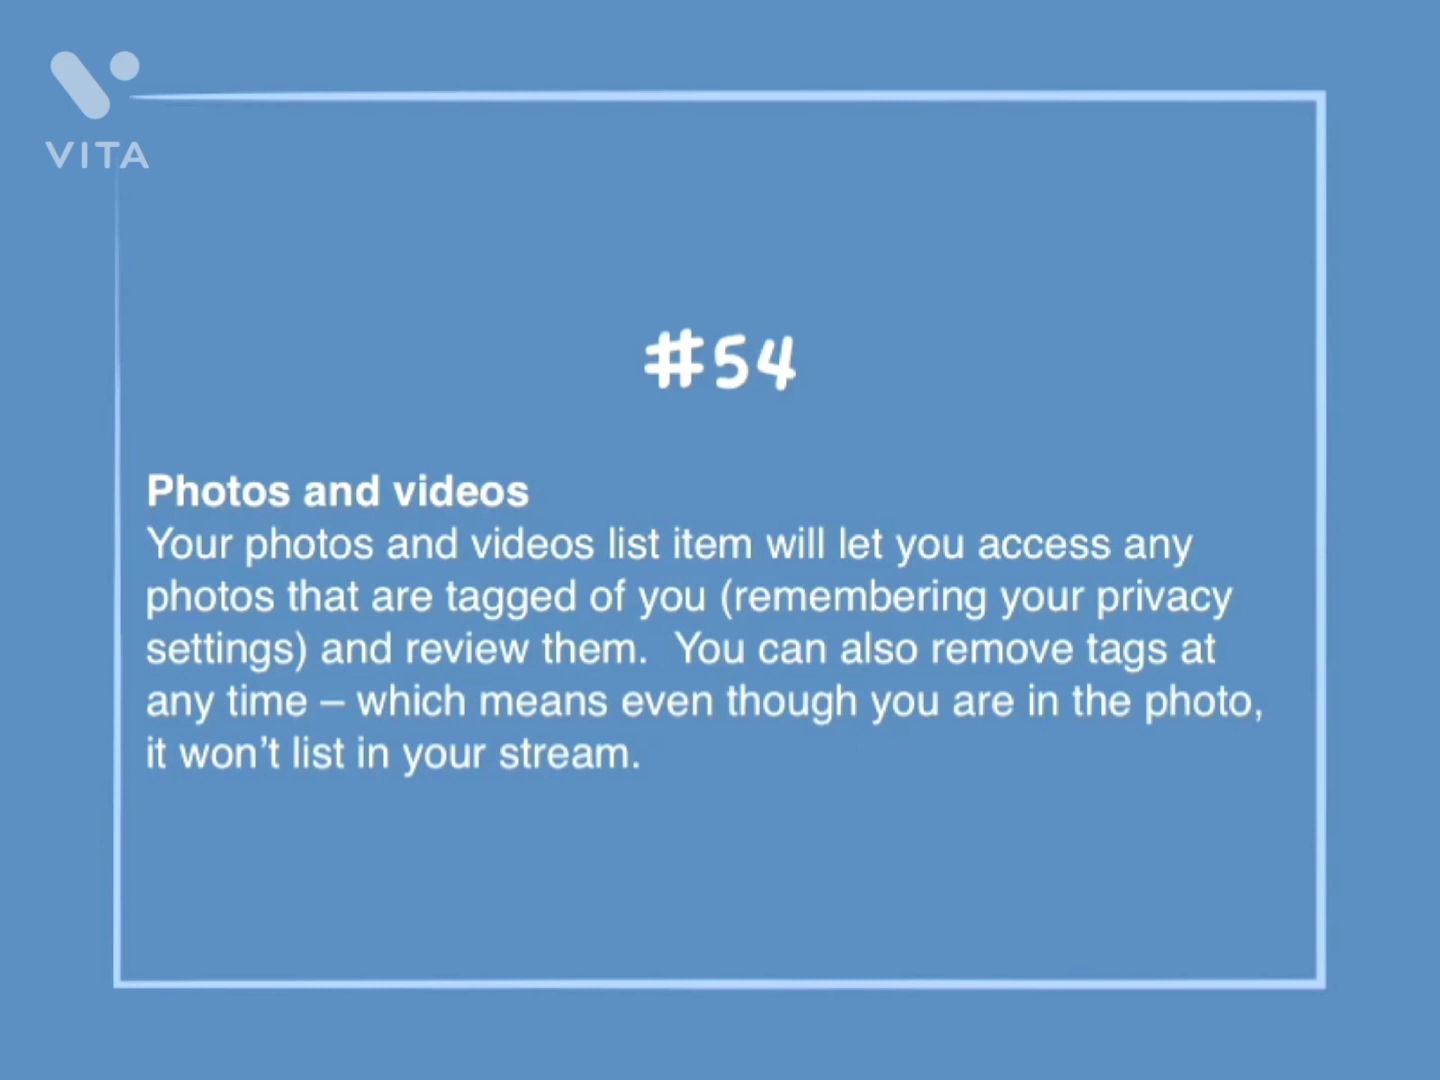 VITA
#54
Photos and videos
Your photos and videos list item will let you access any
photos that are tagged of you (remembering your privacy
settings) and review them.  You can also remove tags at
any time – which means even though you are in the photo,
it won’t list in your stream.